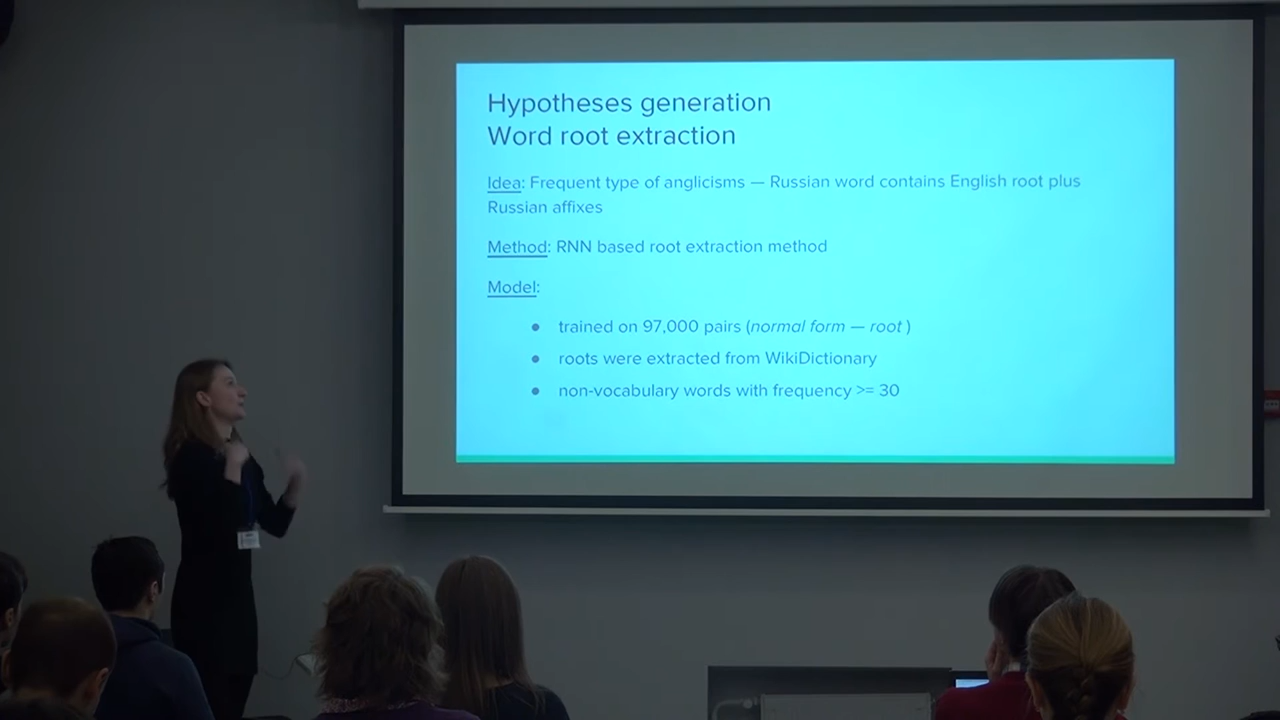 Hypotheses generation
Word root extraction
Idea: Frequent type of anglicisms — Russian word contains English root plus
Russian affixes
Method: RNN based root extraction method
Model:
● trained on 97,000 pairs (normal form — root )
● roots were extracted from WikiDictionary
● non-vocabulary words with frequency >= 30